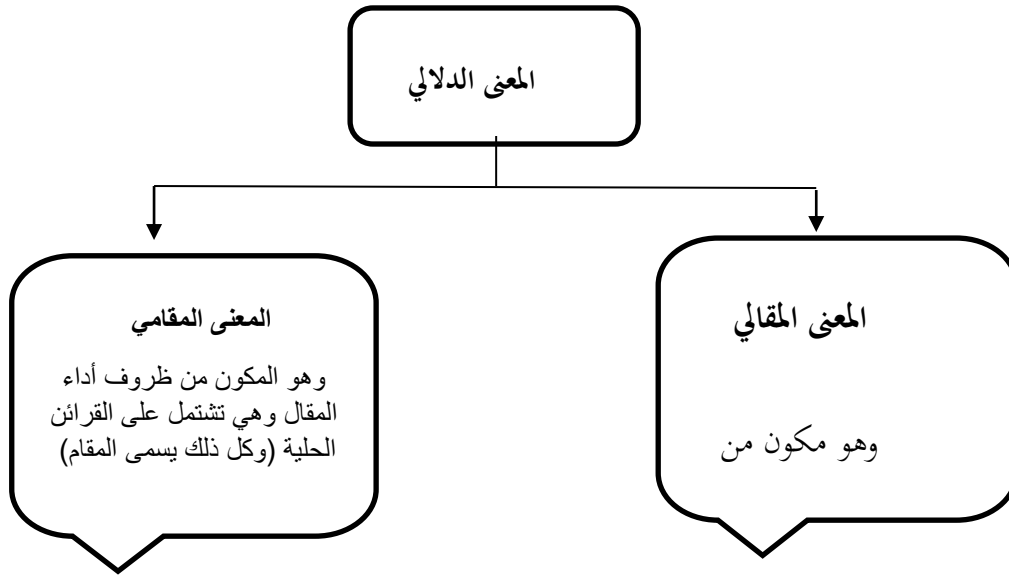 المعنى الدلالي
المعنى المقالي
وهو مكون من
المعنى المقامي
وهو المكون من ظروف أداء
المقال وهي تشتمل على القرائن
الحلية (وكل ذلك يسمى المقام)